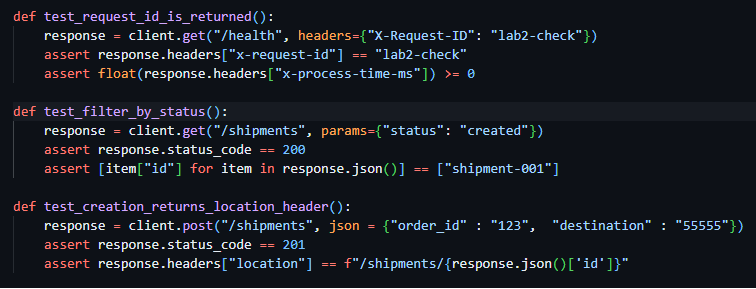 def test_request_id_is_returned():
    response = client.get("/health", headers={"X-Request-ID": "lab2-check"})
    assert response.headers["x-request-id"] == "lab2-check"
    assert float(response.headers["x-process-time-ms"]) >= 0

def test_filter_by_status():
    response = client.get("/shipments", params={"status": "created"})
    assert response.status_code == 200
    assert [item["id"] for item in response.json()] == ["shipment-001"]

def test_creation_returns_location_header():
    response = client.post("/shipments", json = {"order_id" : "123",  "destination" : "55555"})
    assert response.status_code == 201
    assert response.headers["location"] == f"/shipments/{response.json()['id']}"